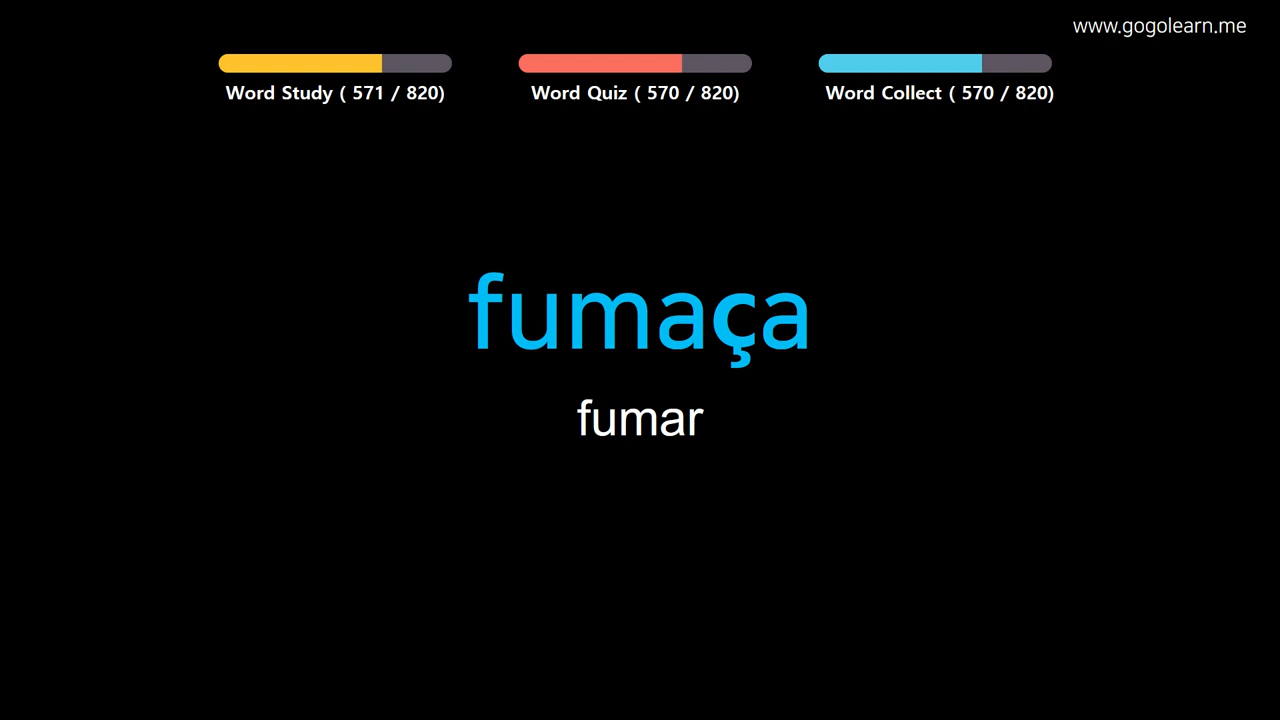 www.gogolearn.me
Word Study ( 571 / 820)
Word Quiz ( 570 / 820)
Word Collect ( 570 / 820)
fumaça
fumar